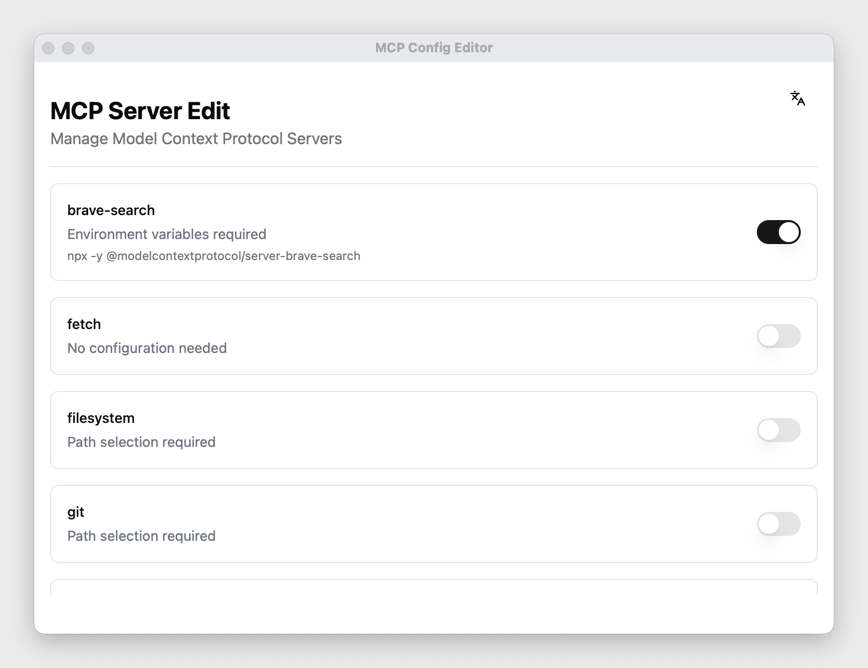 MCP Config Editor
MCP Server Edit
Manage Model Context Protocol Servers
brave-search
Environment variables required
npx -y @modelcontextprotocol/server-brave-search
fetch
No configuration needed
filesystem
Path selection required
git
Path selection required